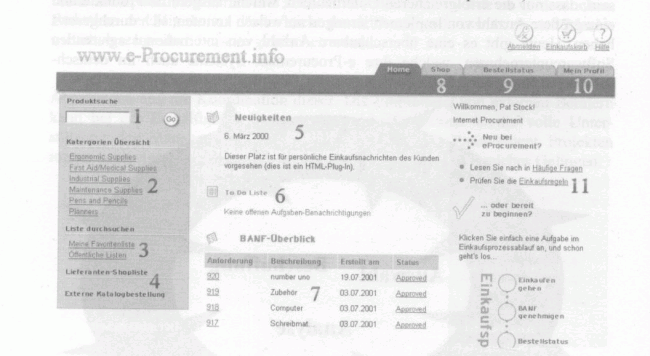 Abmelden Einkaufskorb Hilfe
www.e-Procurement.info
Home Shop Bestellstatus Mein Profil
8 9 10
Produktsuche
1 Go
Katergorien Übersicht
Ergonomic Supplies
First Aid/Medical Supplies
Industrial Supplies
Maintenance Supplies 2
Pens and Pencils
Planners
Liste durchsuchen
Meine Favoritenliste
Öffentliche Listen 3
Lieferanten-Shopliste
4
Externe Katalogbestellung
Neuigkeiten
6. März 2000 5
Dieser Platz ist für persönliche Einkaufsnachrichten des Kunden
vorgesehen (dies ist ein HTML-Plug-In).
To Do Liste 6
Keine offenen Aufgaben-Benachrichtigungen
BANF-Überblick
Anforderung Beschreibung Erstellt am Status
920 number uno 19.07.2001 Approved
919 Zubehör 7 03.07.2001 Approved
918 Computer 03.07.2001 Approved
917 Schreibmat. 03.07.2001 Approved
Willkommen, Pat Stock!
Internet Procurement
Neu bei
eProcurement?
Lesen Sie nach in Häufige Fragen
Prüfen Sie die Einkaufsregeln 11
... oder bereit
zu beginnen?
Klicken Sie einfach eine Aufgabe im
Einkaufsprozessablauf an, und schon
geht's los...
Einkaufsp
Einkaufen
gehen
BANF
genehmigen
Bestellstatus